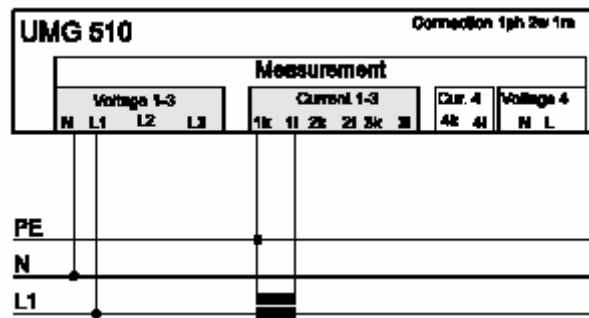 UMG 510 Connection 1ph 2w 1m
Measurement
Voltage 1-3 Current 1-3 Cur. 4 Voltage 4
N L1 L2 L3 1k 1l 2k 2l 3k 3l 4k 4l N L
PE
N
L1